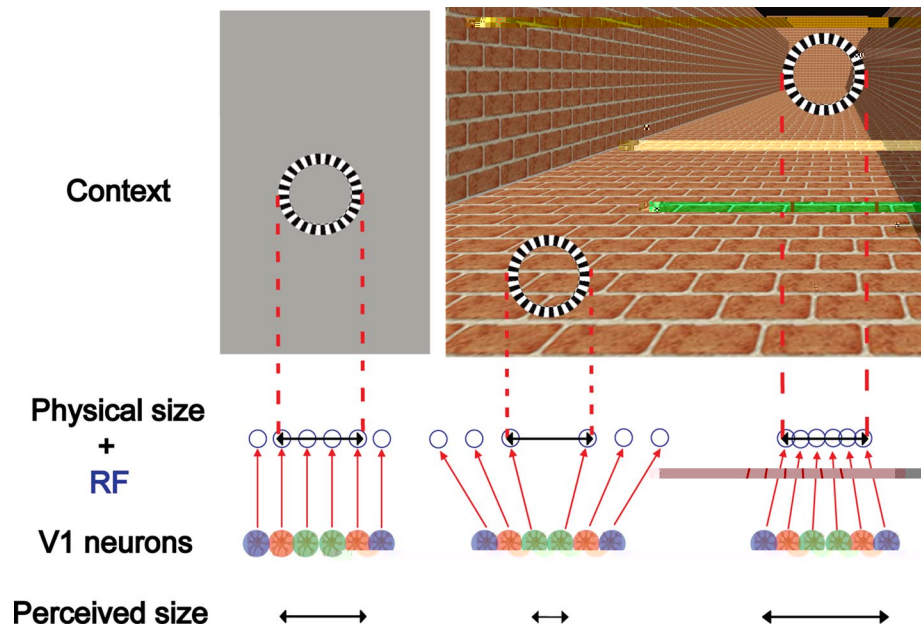 Context
Physical size
+
RF
V1 neurons
Perceived size